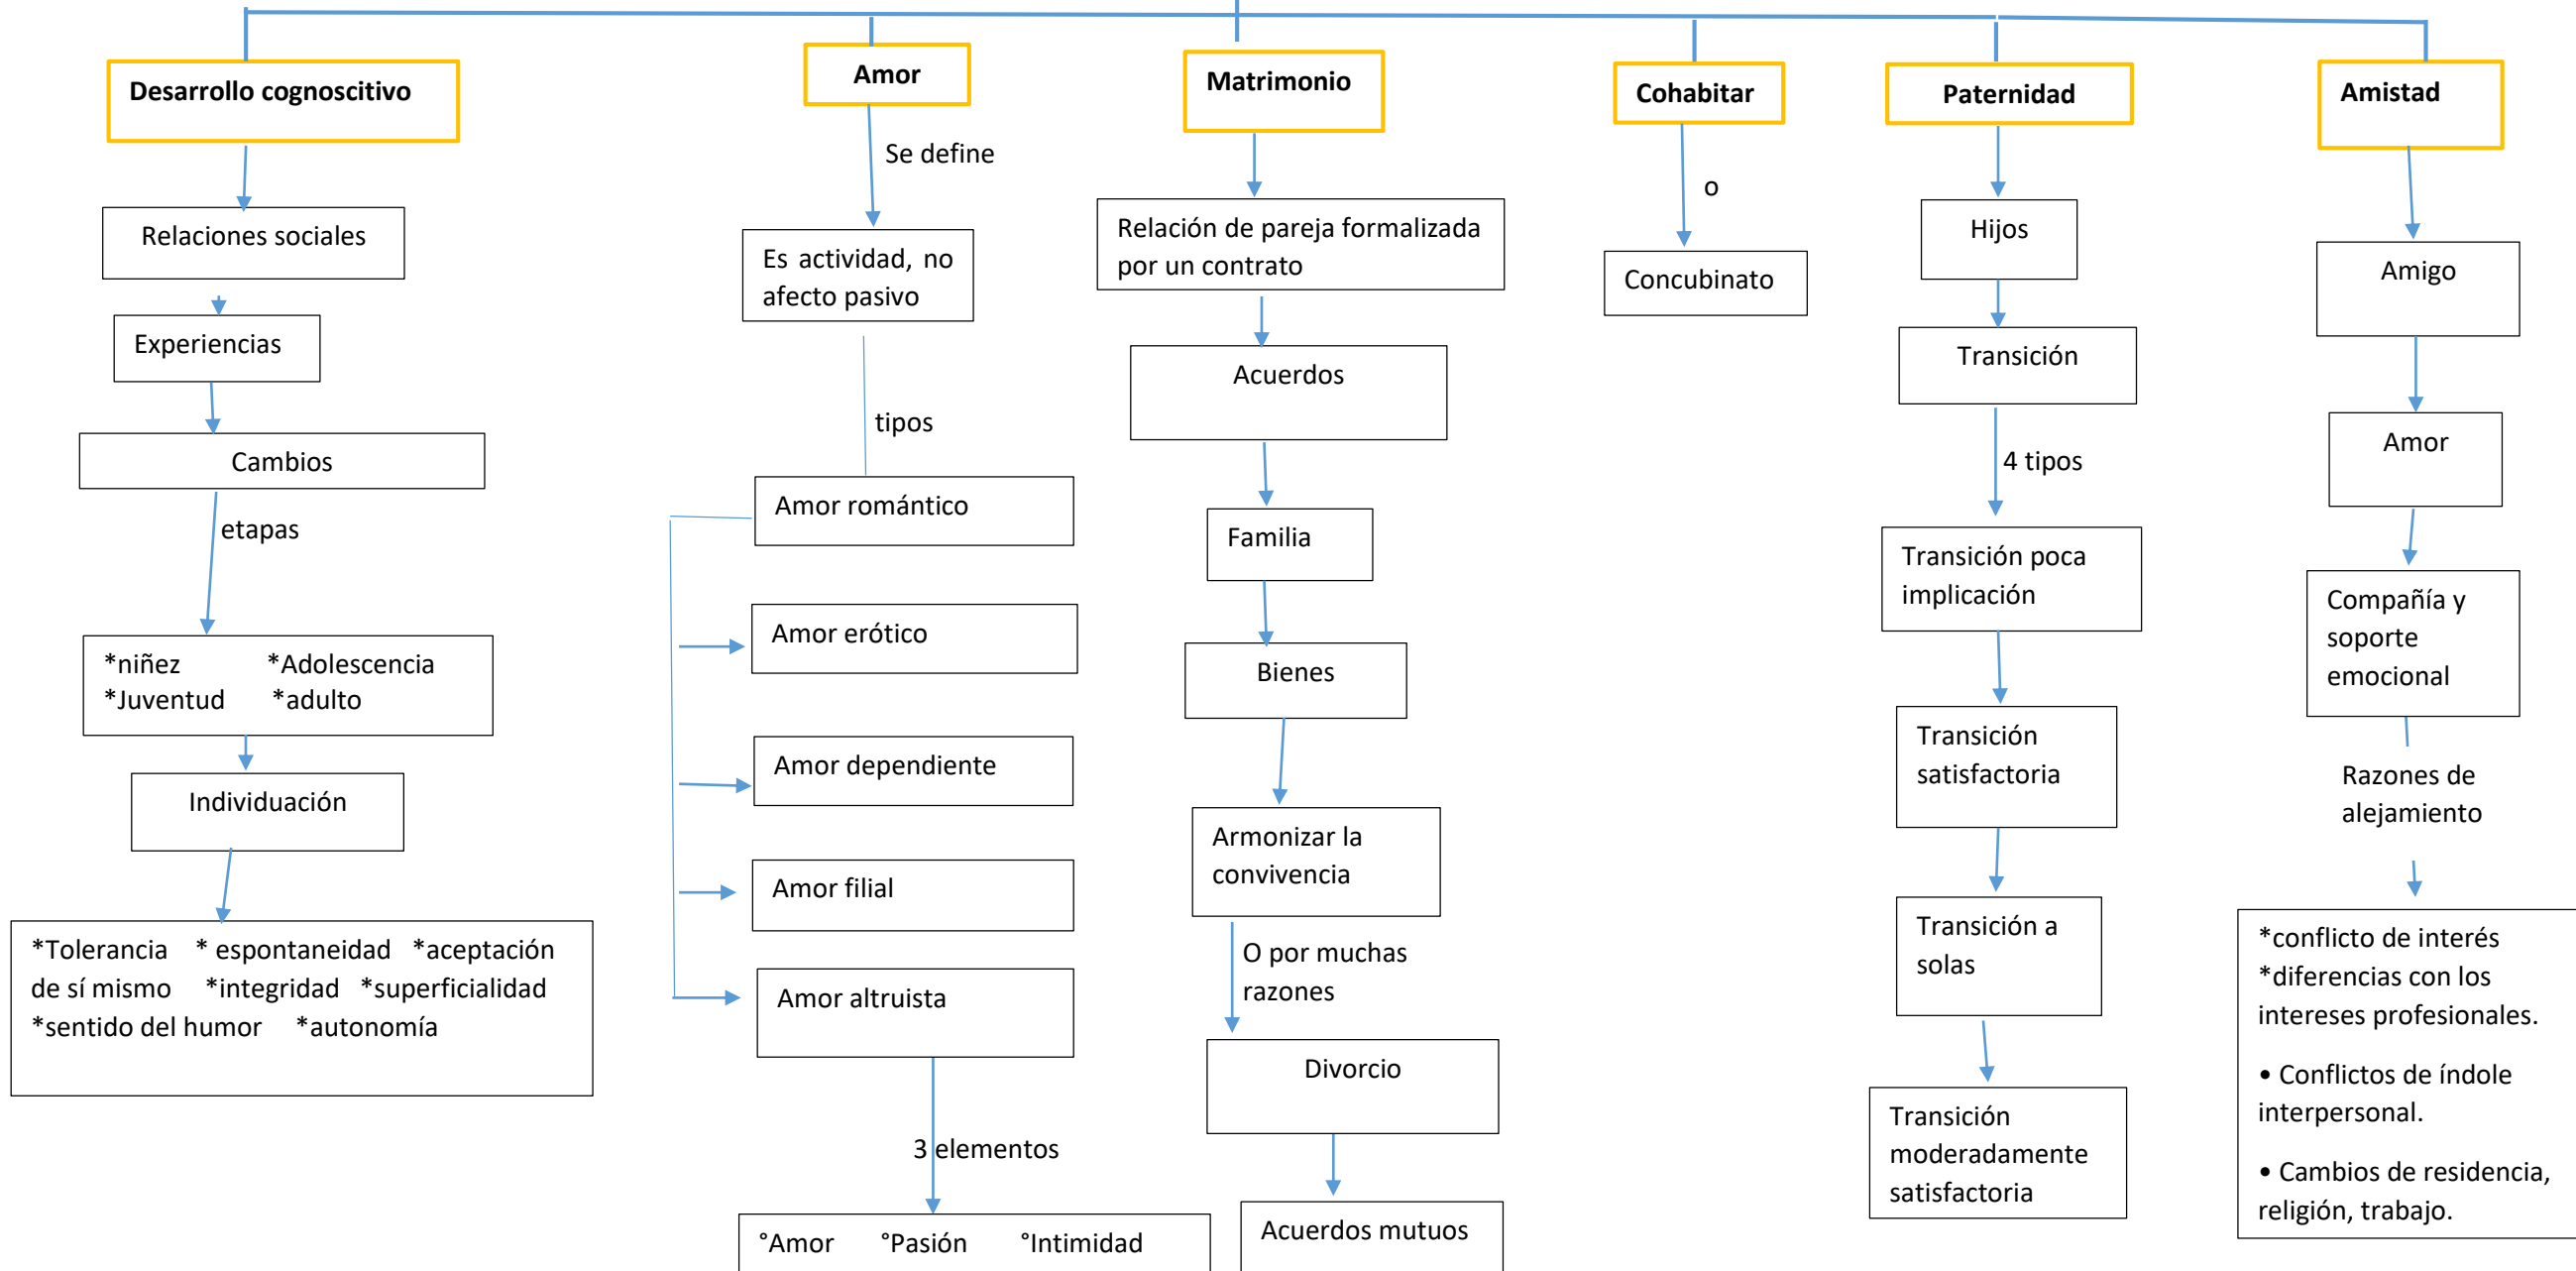 Desarrollo cognoscitivo
Relaciones sociales
Experiencias
Cambios
etapas
*niñez *Adolescencia
*Juventud *adulto
Individuación
*Tolerancia * espontaneidad *aceptación
de sí mismo *integridad *superficialidad
*sentido del humor *autonomía
Amor
Se define
Es actividad, no
afecto pasivo
tipos
Amor romántico
Amor erótico
Amor dependiente
Amor filial
Amor altruista
3 elementos
°Amor °Pasión °Intimidad
Matrimonio
Relación de pareja formalizada
por un contrato
Acuerdos
Familia
Bienes
Armonizar la
convivencia
O por muchas
razones
Divorcio
Acuerdos mutuos
Cohabitar
o
Concubinato
Paternidad
Hijos
Transición
4 tipos
Transición poca
implicación
Transición
satisfactoria
Transición a
solas
Transición
moderadamente
satisfactoria
Amistad
Amigo
Amor
Compañía y
soporte
emocional
Razones de
alejamiento
*conflicto de interés
*diferencias con los
intereses profesionales.
• Conflictos de índole
interpersonal.
• Cambios de residencia,
religión, trabajo.